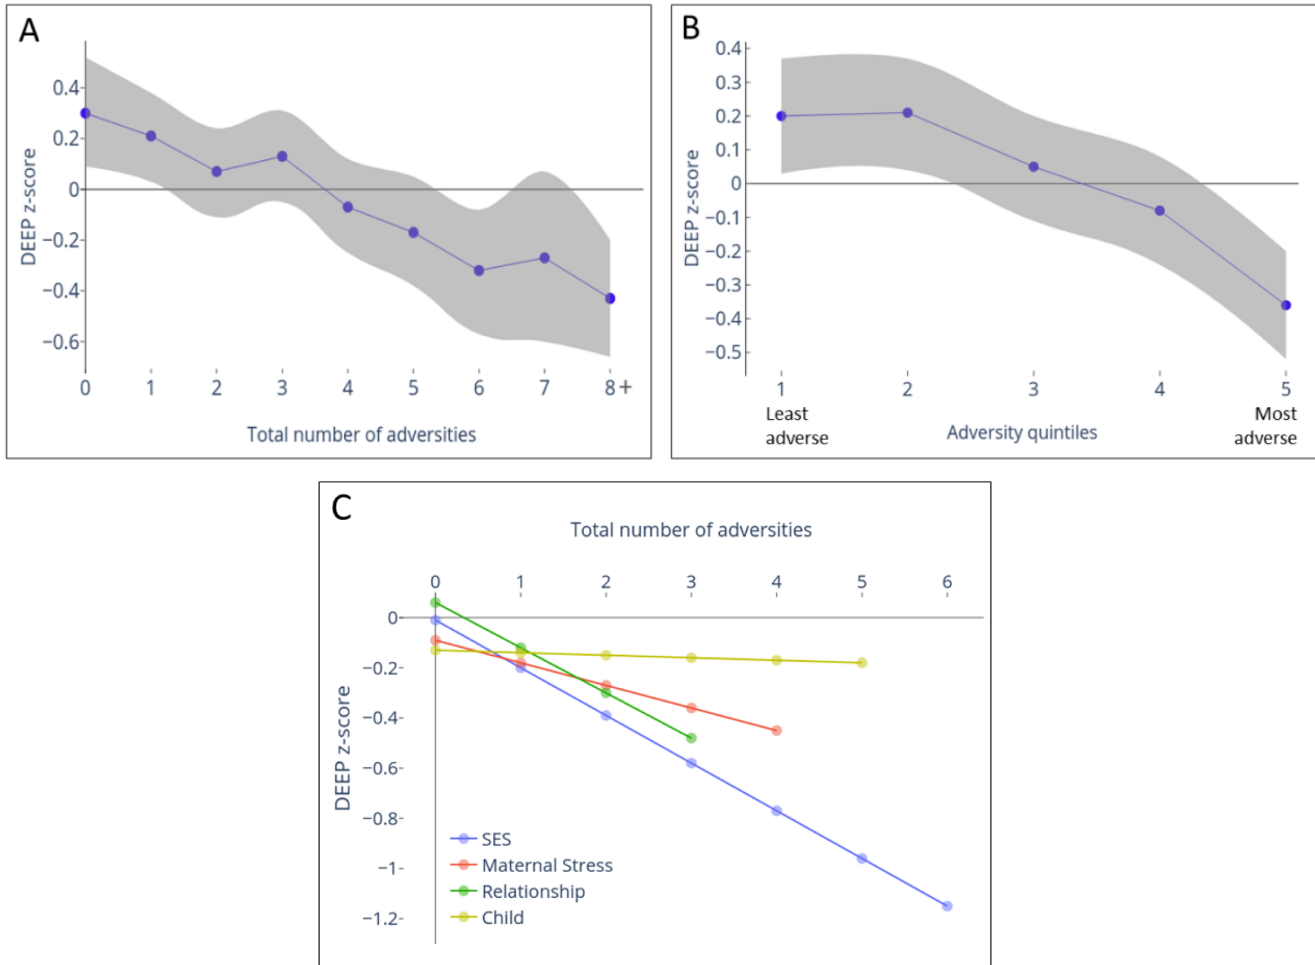 A
DEEP z-score
0.4
0.2
0
−0.2
−0.4
−0.6
0 1 2 3 4 5 6 7 8+
Total number of adversities
B
DEEP z-score
0.4
0.3
0.2
0.1
0
−0.1
−0.2
−0.3
−0.4
−0.5
1 2 3 4 5
Least adverse
Most adverse
Adversity quintiles
C
Total number of adversities
0 1 2 3 4 5 6
DEEP z-score
0
−0.2
−0.4
−0.6
−0.8
−1
−1.2
SES
Maternal Stress
Relationship
Child